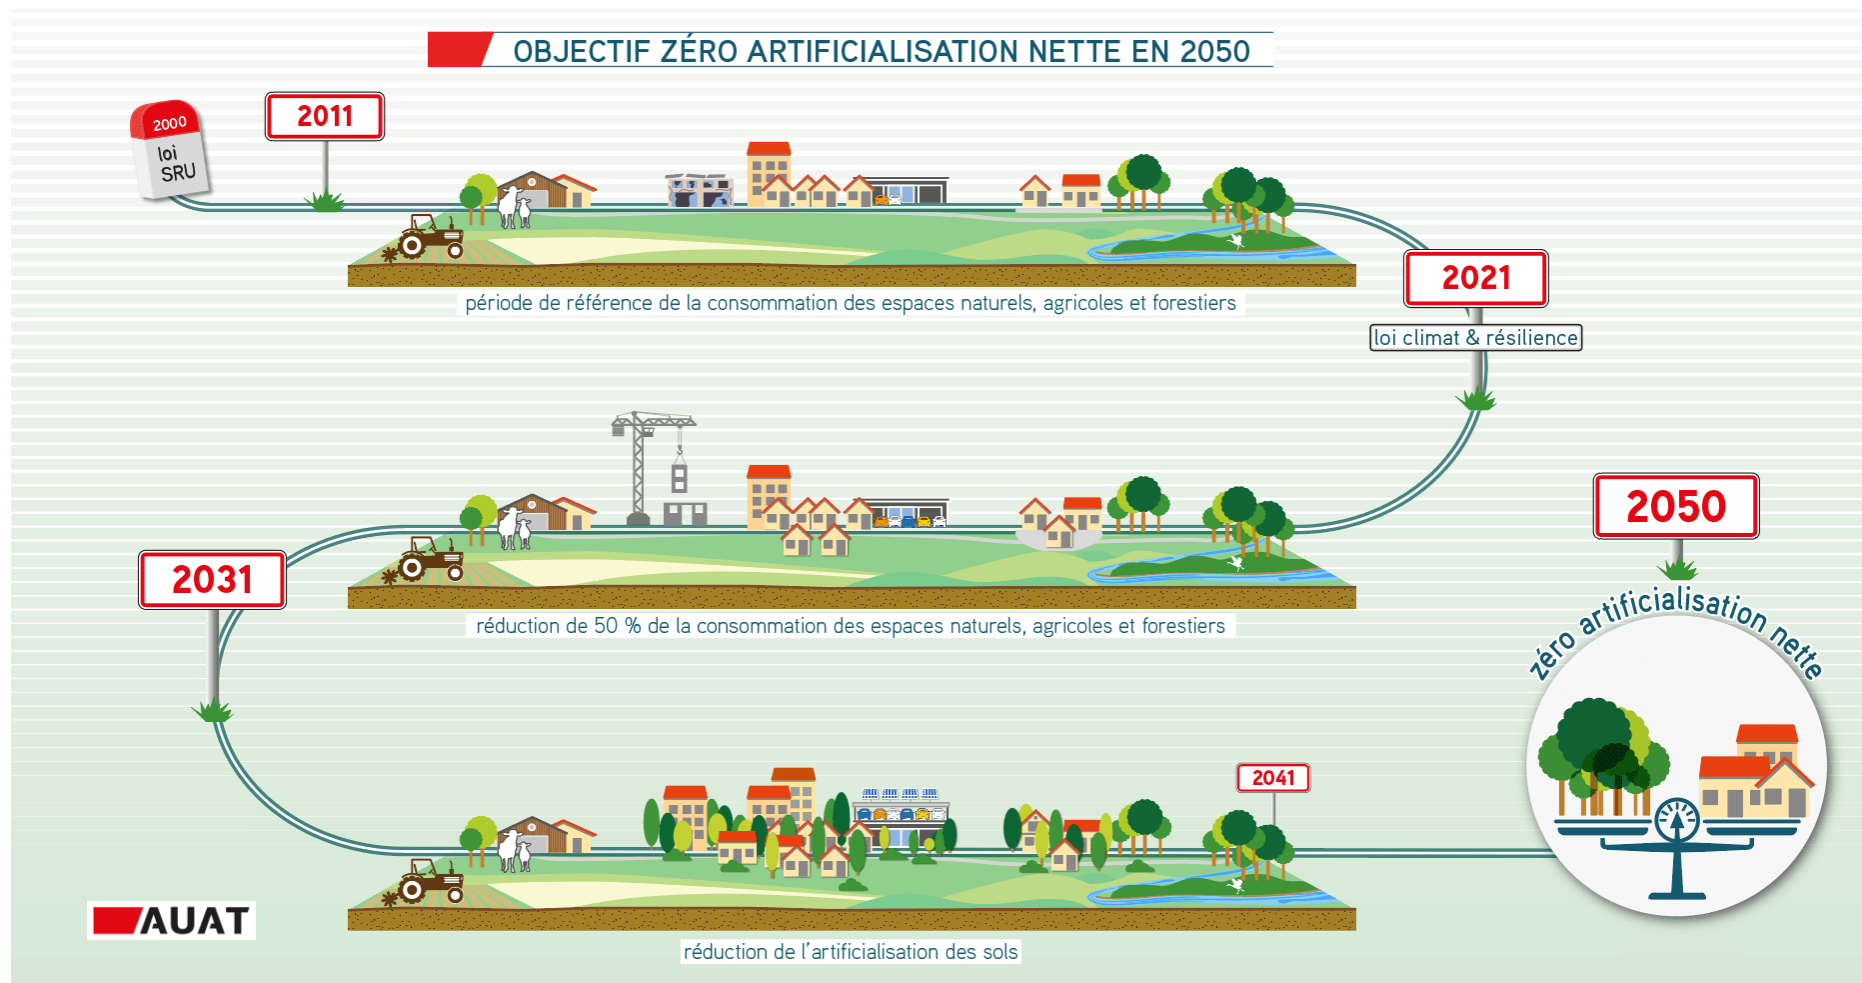 OBJECTIF ZÉRO ARTIFICIALISATION NETTE EN 2050
2000
loi
SRU
2011
période de référence de la consommation des espaces naturels, agricoles et forestiers
2021
loi climat & résilience
réduction de 50 % de la consommation des espaces naturels, agricoles et forestiers
2031
2050
zéro artificialisation nette
2041
réduction de l'artificialisation des sols
AUAT